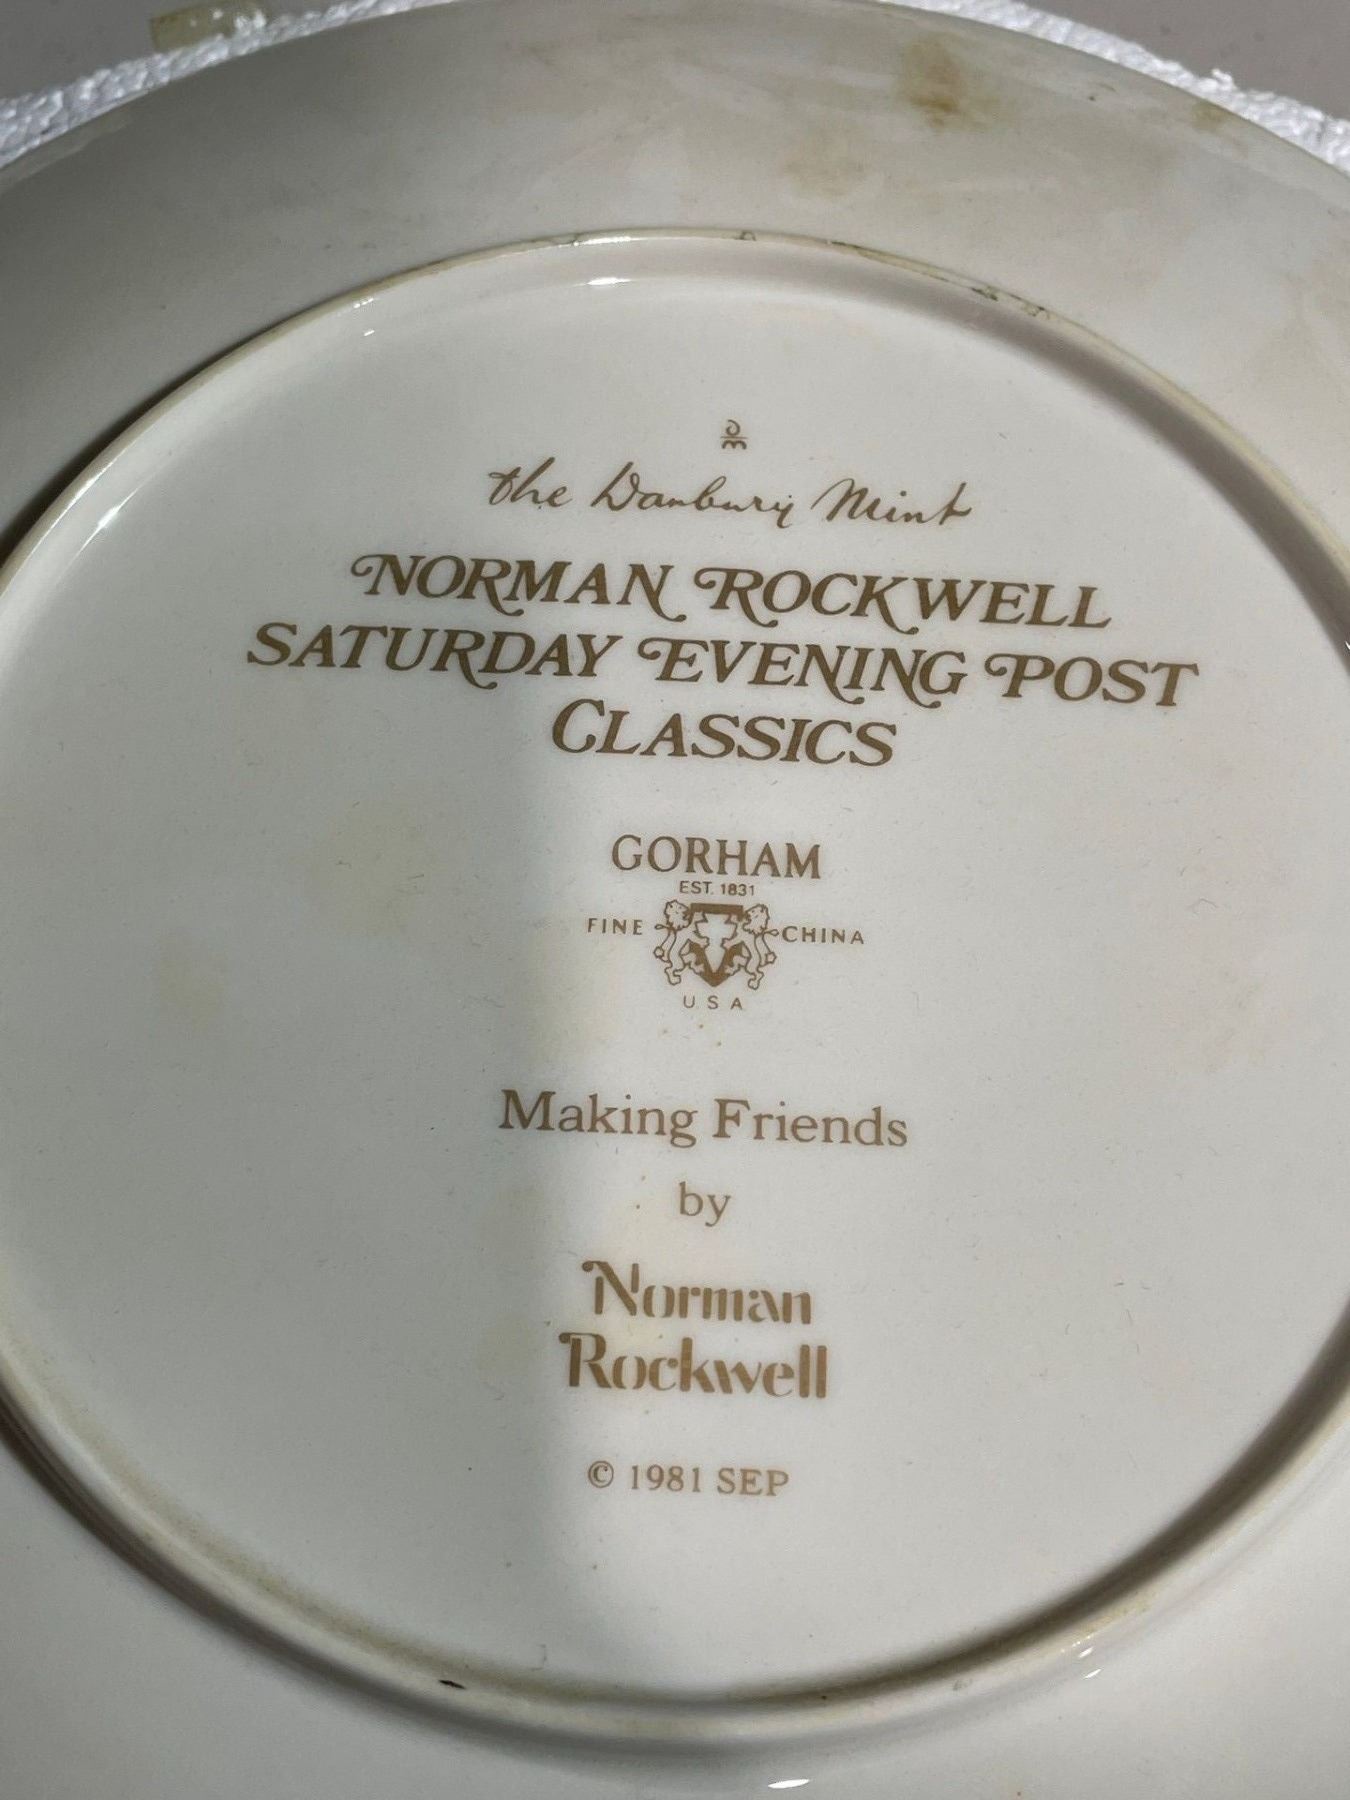 the Danbury Mint
NORMAN ROCKWELL
SATURDAY EVENING POST
CLASSICS
GORHAM
EST. 1831
FINE CHINA
USA
Making Friends
by
Norman
Rockwell
© 1981 SEP